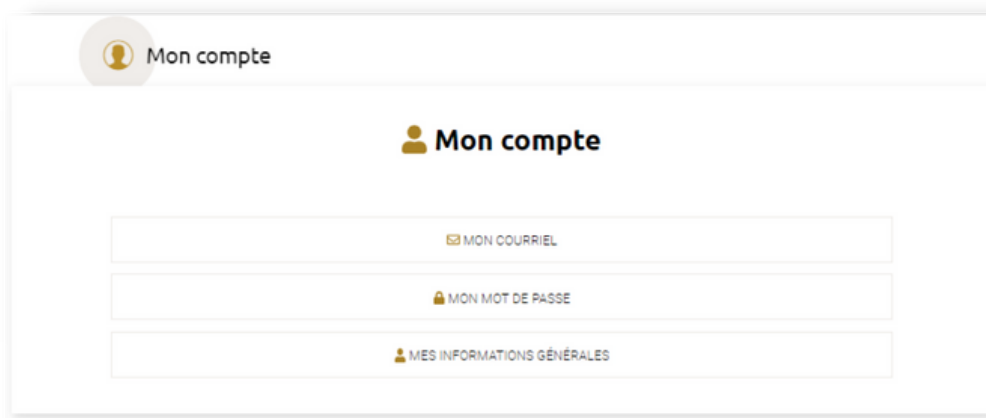 Mon compte
Mon compte
MON COURRIEL
MON MOT DE PASSE
MES INFORMATIONS GÉNÉRALES